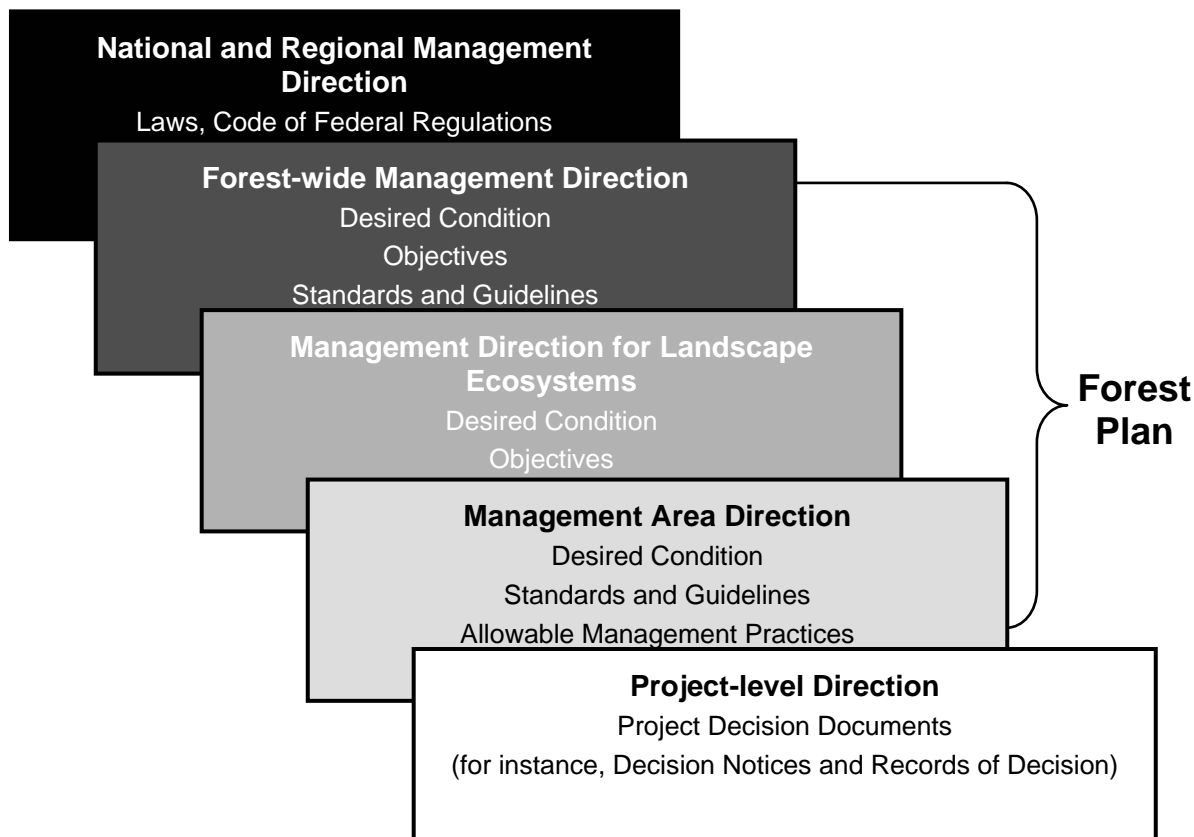 National and Regional Management
Direction
Laws, Code of Federal Regulations
Forest-wide Management Direction
Desired Condition
Objectives
Standards and Guidelines
Management Direction for Landscape
Ecosystems
Desired Condition
Objectives
Management Area Direction
Desired Condition
Standards and Guidelines
Allowable Management Practices
Project-level Direction
Project Decision Documents
(for instance, Decision Notices and Records of Decision)
Forest
Plan